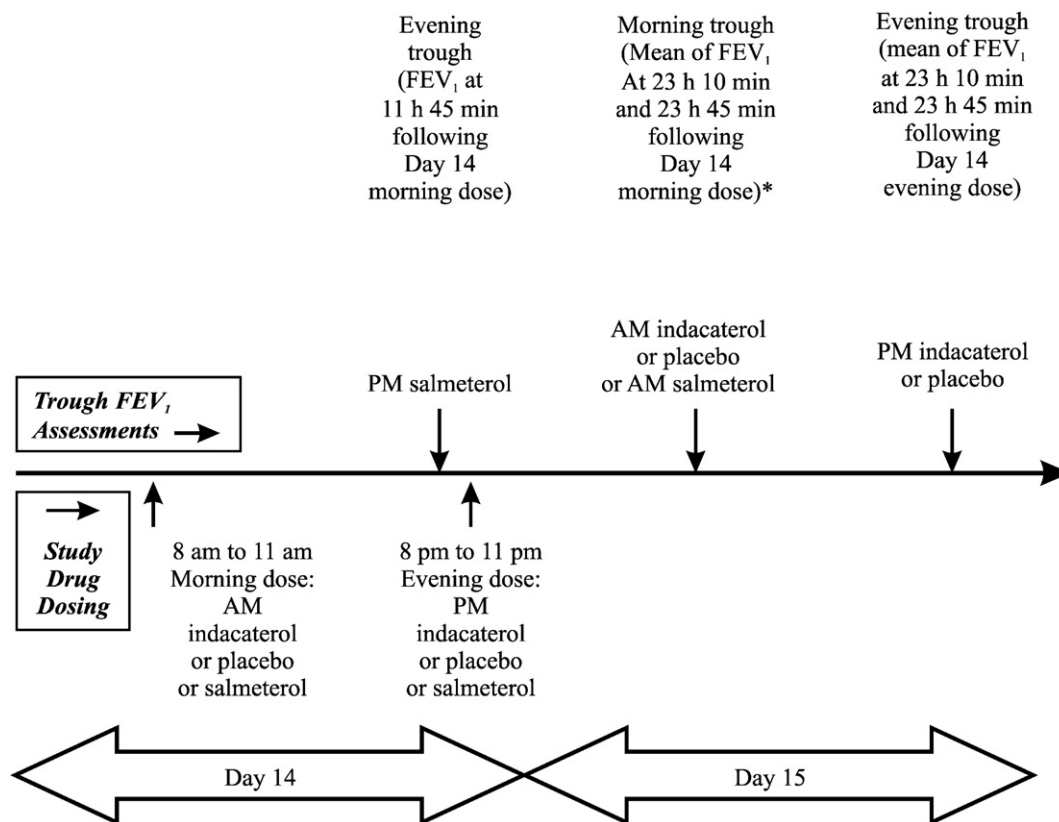 Evening
trough
(FEV₁ at
11 h 45 min
following
Day 14
morning dose)
Morning trough
(Mean of FEV₁
At 23 h 10 min
and 23 h 45 min
following
Day 14
morning dose)*
Evening trough
(mean of FEV₁
at 23 h 10 min
and 23 h 45 min
following
Day 14
evening dose)
PM salmeterol
AM indacaterol
or placebo
or AM salmeterol
PM indacaterol
or placebo
Trough FEV₁
Assessments
Study
Drug
Dosing
8 am to 11 am
Morning dose:
AM
indacaterol
or placebo
or salmeterol
8 pm to 11 pm
Evening dose:
PM
indacaterol
or placebo
or salmeterol
Day 14
Day 15